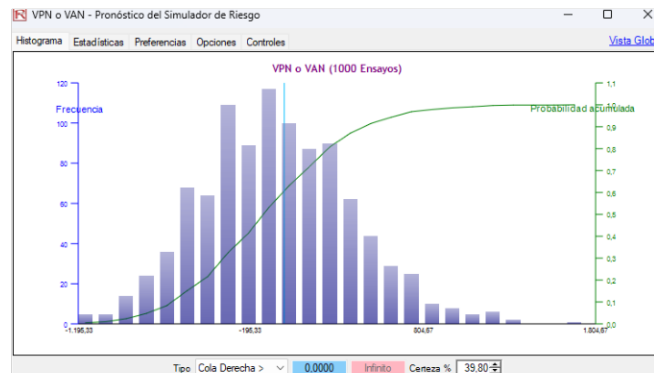 VPN o VAN - Pronóstico del Simulador de Riesgo
Histograma Estadísticas Preferencias Opciones Controles Vista Glob
VPN o VAN (1000 Ensayos)
Frecuencia
Probabilidad acumulada
120
100
80
60
40
20
0
1,1
1,0
0,9
0,8
0,7
0,6
0,5
0,4
0,3
0,2
0,1
0,0
-1.195,33 -195,33 804,67 1.804,67
Tipo Cola Derecha > 0,0000 Infinito Certeza % 39,80